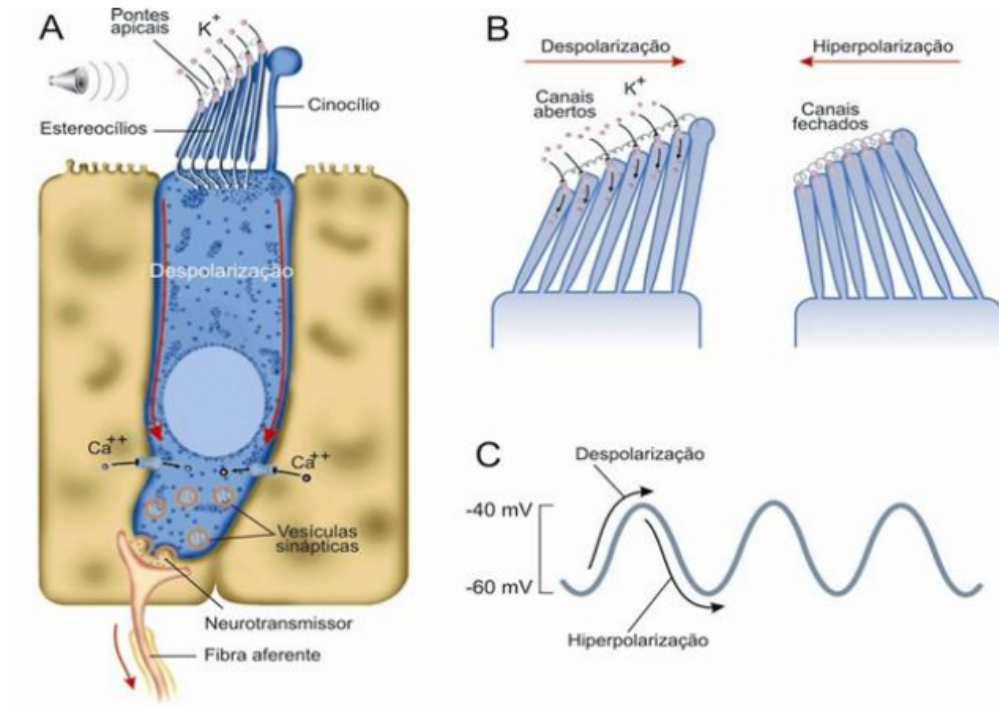 A
Pontes
apicais
K+
Cinocílio
Estereocílios
Despolarização
Ca++
Ca++
Vesículas
sinápticas
Neurotransmissor
Fibra aferente
B
Despolarização
Hiperpolarização
Canais
abertos
K+
Canais
fechados
C
Despolarização
-40 mV
-60 mV
Hiperpolarização